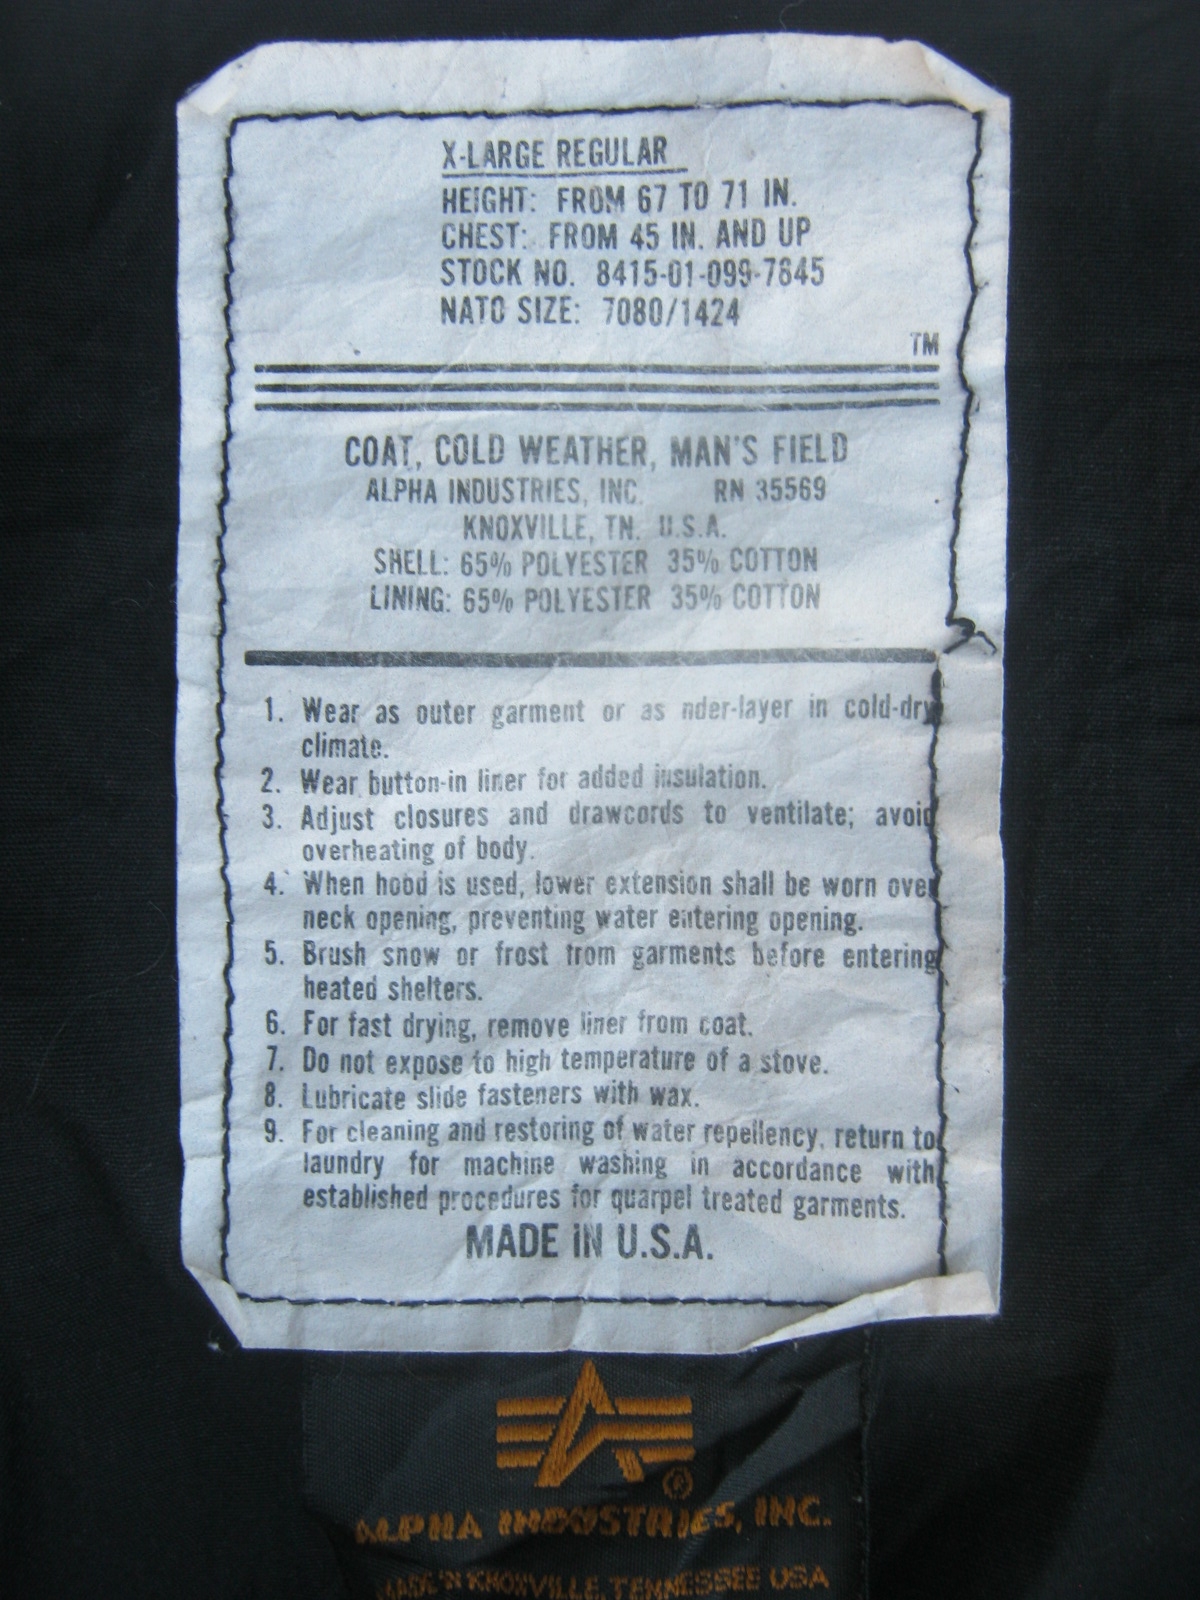 X-LARGE REGULAR
HEIGHT: FROM 67 TO 71 IN.
CHEST: FROM 45 IN. AND UP
STOCK NO. 8415-01-099-7845
NATO SIZE: 7080/1424
TM
COAT, COLD WEATHER, MAN'S FIELD
ALPHA INDUSTRIES, INC. RN 35569
KNOXVILLE, TN. U.S.A.
SHELL: 65% POLYESTER 35% COTTON
LINING: 65% POLYESTER 35% COTTON
1. Wear as outer garment or as nder-layer in cold-dry
climate.
2. Wear button-in liner for added insulation.
3. Adjust closures and drawcords to ventilate; avoid
overheating of body.
4. When hood is used, lower extension shall be worn over
neck opening, preventing water entering opening.
5. Brush snow or frost from garments before entering
heated shelters.
6. For fast drying, remove liner from coat.
7. Do not expose to high temperature of a stove.
8. Lubricate slide fasteners with wax.
9. For cleaning and restoring of water repellency, return to
laundry for machine washing in accordance with
established procedures for quarpel treated garments.
MADE IN U.S.A.
®
ALPHA INDUSTRIES, INC.
MADE IN KNOXVILLE, TENNESSEE USA